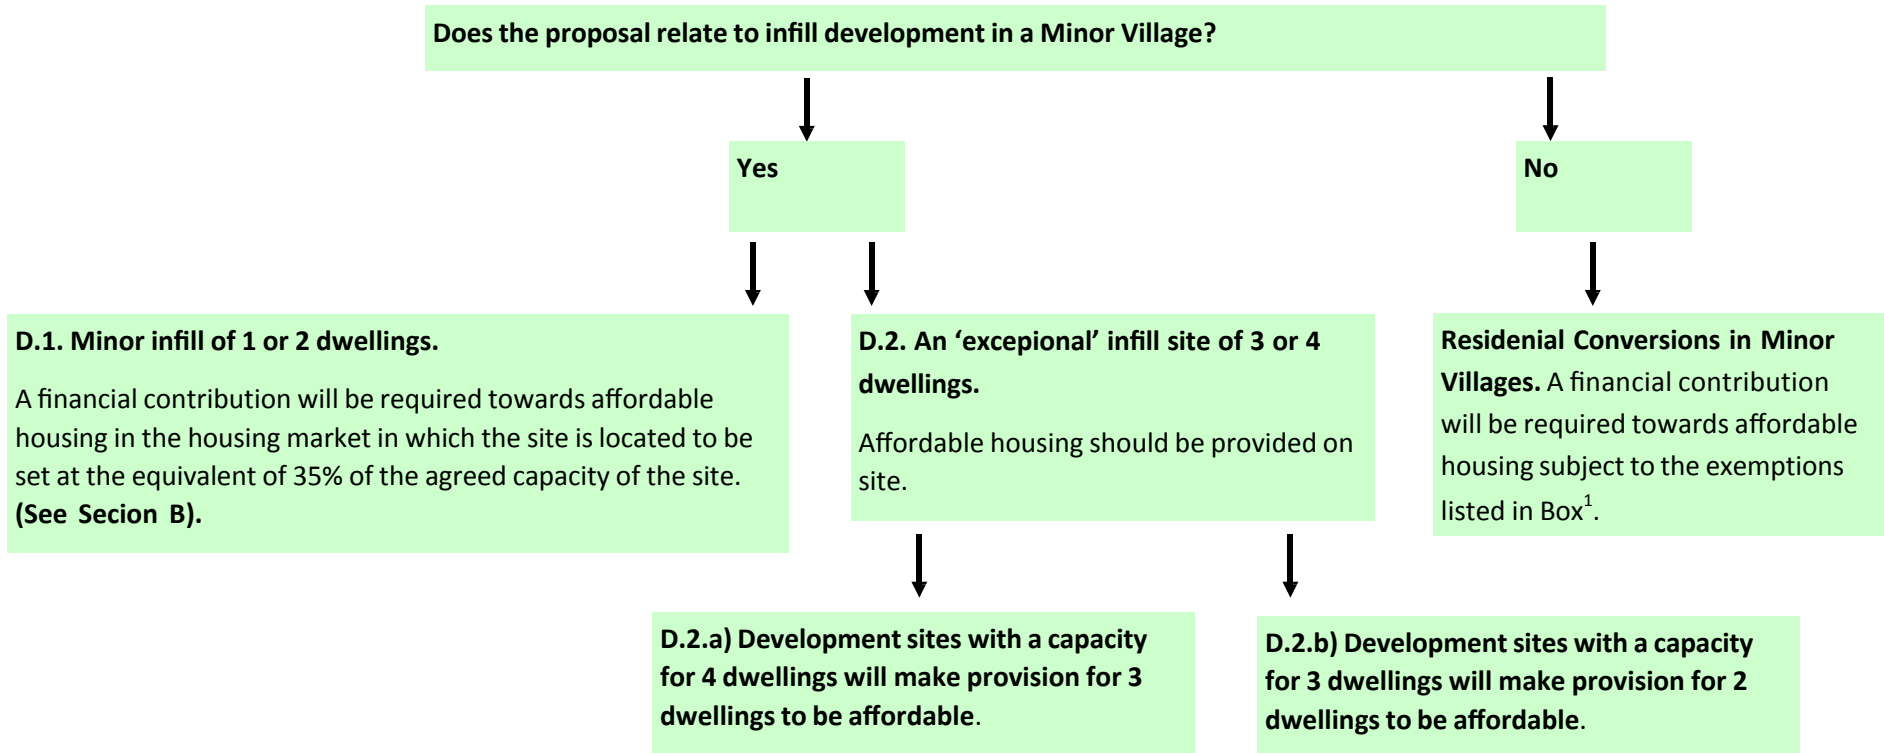 Does the proposal relate to infill development in a Minor Village?
Yes
No
D.1. Minor infill of 1 or 2 dwellings.
A financial contribution will be required towards affordable
housing in the housing market in which the site is located to be
set at the equivalent of 35% of the agreed capacity of the site.
(See Secion B).
D.2. An ‘excepional’ infill site of 3 or 4
dwellings.
Affordable housing should be provided on
site.
Residenial Conversions in Minor
Villages. A financial contribution
will be required towards affordable
housing subject to the exemptions
listed in Box¹.
D.2.a) Development sites with a capacity
for 4 dwellings will make provision for 3
dwellings to be affordable.
D.2.b) Development sites with a capacity
for 3 dwellings will make provision for 2
dwellings to be affordable.